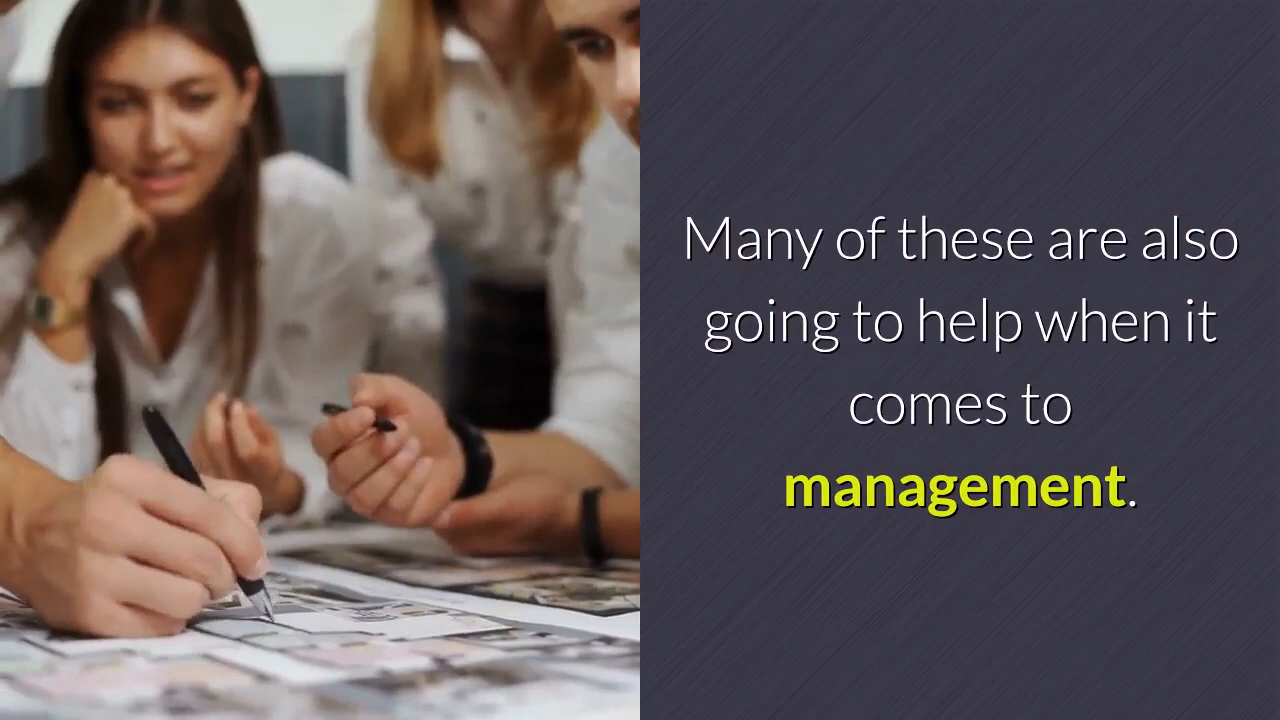 Many of these are also
going to help when it
comes to
management.